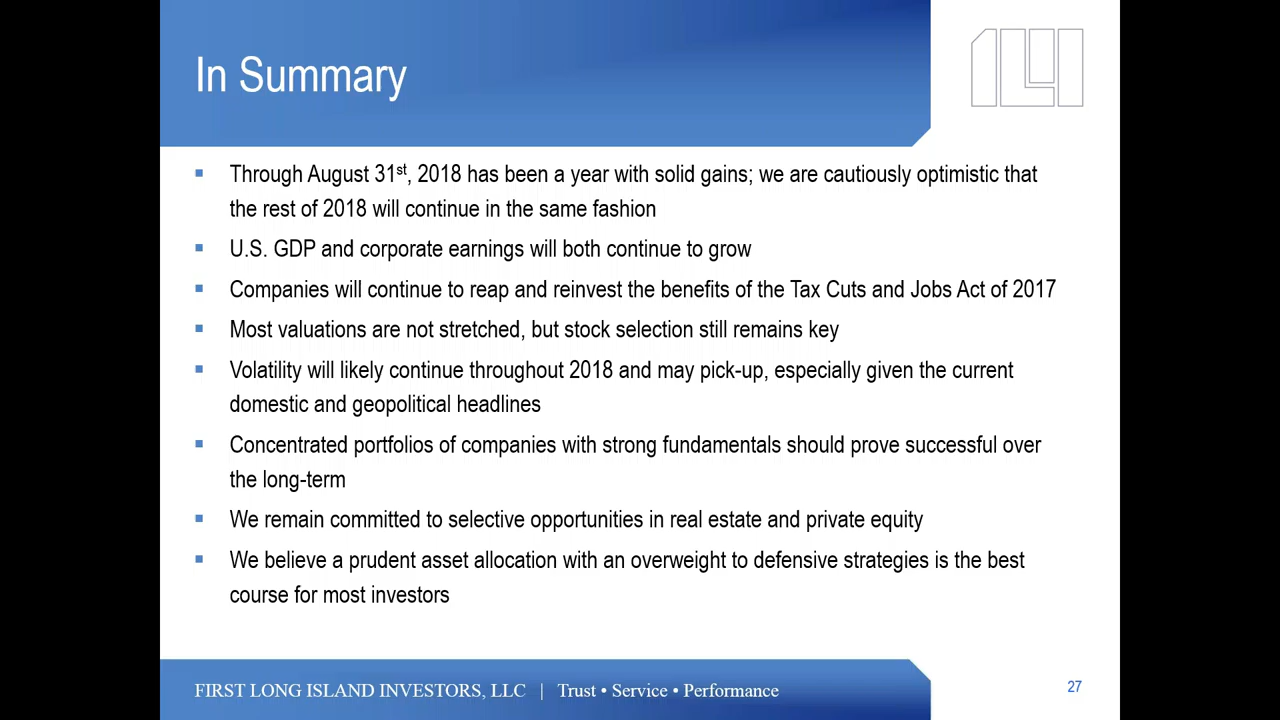 In Summary
Through August 31st, 2018 has been a year with solid gains; we are cautiously optimistic that
the rest of 2018 will continue in the same fashion
U.S. GDP and corporate earnings will both continue to grow
Companies will continue to reap and reinvest the benefits of the Tax Cuts and Jobs Act of 2017
Most valuations are not stretched, but stock selection still remains key
Volatility will likely continue throughout 2018 and may pick-up, especially given the current
domestic and geopolitical headlines
Concentrated portfolios of companies with strong fundamentals should prove successful over
the long-term
We remain committed to selective opportunities in real estate and private equity
We believe a prudent asset allocation with an overweight to defensive strategies is the best
course for most investors
FIRST LONG ISLAND INVESTORS, LLC | Trust • Service • Performance
27